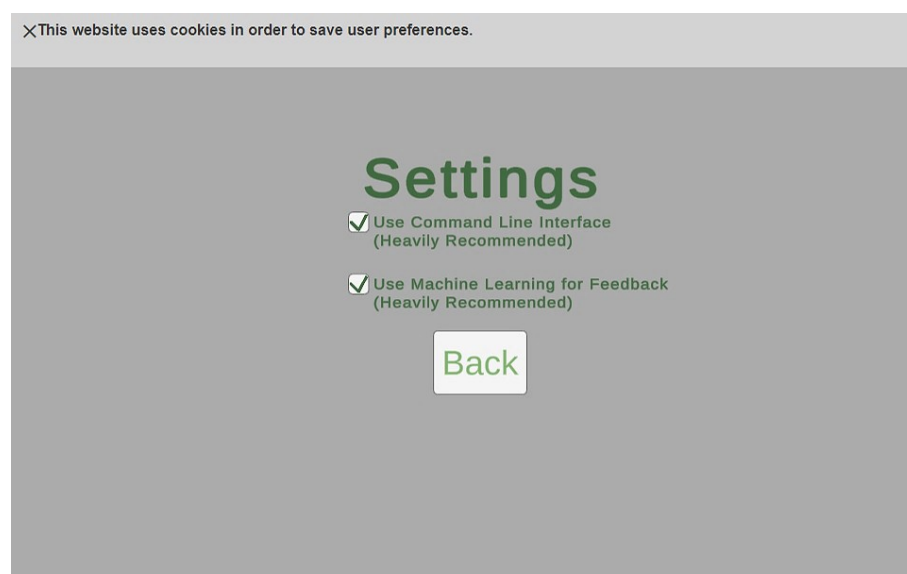 This website uses cookies in order to save user preferences.
Settings
Use Command Line Interface
(Heavily Recommended)
Use Machine Learning for Feedback
(Heavily Recommended)
Back